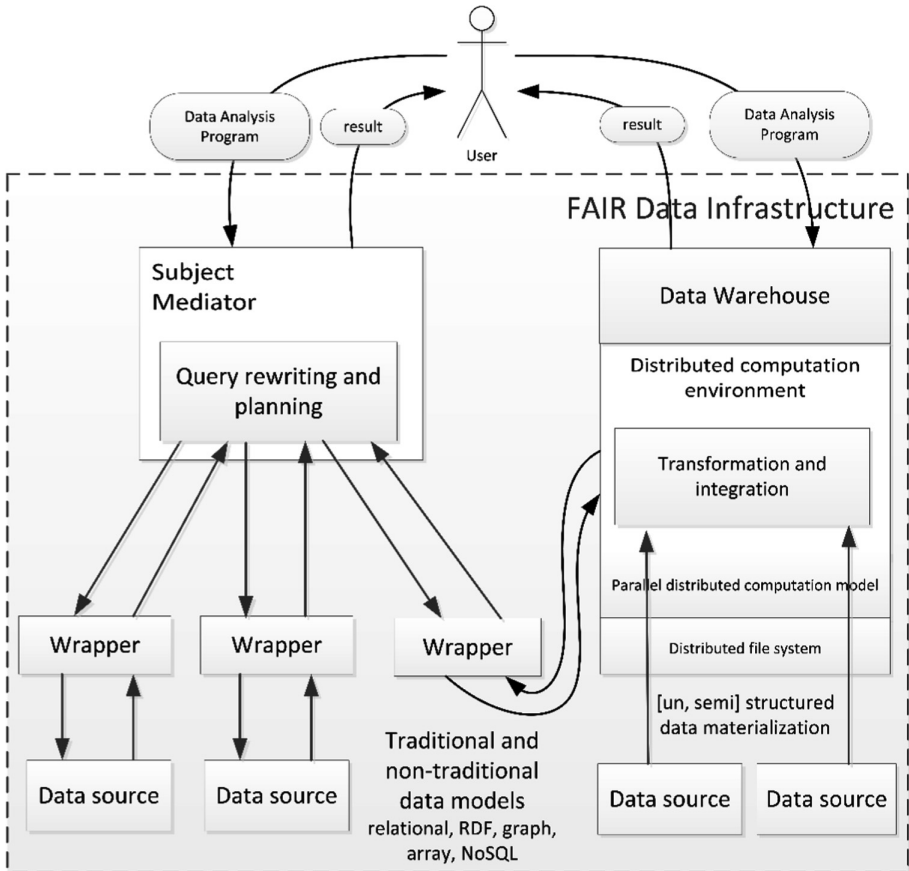 Data Analysis
Program
result
User
result
Data Analysis
Program
FAIR Data Infrastructure
Subject
Mediator
Query rewriting and
planning
Data Warehouse
Distributed computation
environment
Transformation and
integration
Parallel distributed computation model
Distributed file system
Wrapper
Wrapper
Wrapper
[un, semi] structured
data materialization
Traditional and
non-traditional
data models
relational, RDF, graph,
array, NoSQL
Data source
Data source
Data source
Data source